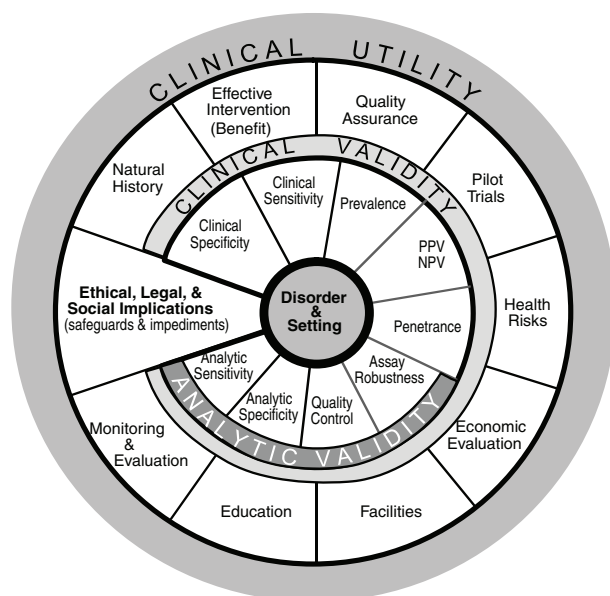 CLINICAL UTILITY
Effective
Intervention
(Benefit)
Quality
Assurance
Natural
History
Pilot
Trials
CLINICAL VALIDITY
Clinical
Sensitivity
Prevalence
Clinical
Specificity
PPV
NPV
Ethical, Legal, &
Social Implications
(safeguards & impediments)
Disorder
&
Setting
Penetrance
Health
Risks
Analytic
Sensitivity
Assay
Robustness
Analytic
Specificity
Quality
Control
ANALYTIC VALIDITY
Monitoring
&
Evaluation
Economic
Evaluation
Education
Facilities